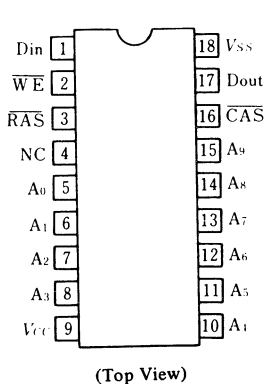 Din 1 18 Vss
WE 2 17 Dout
RAS 3 16 CAS
NC 4 15 A9
A0 5 14 A8
A1 6 13 A7
A2 7 12 A6
A3 8 11 A5
Vcc 9 10 A4
(Top View)